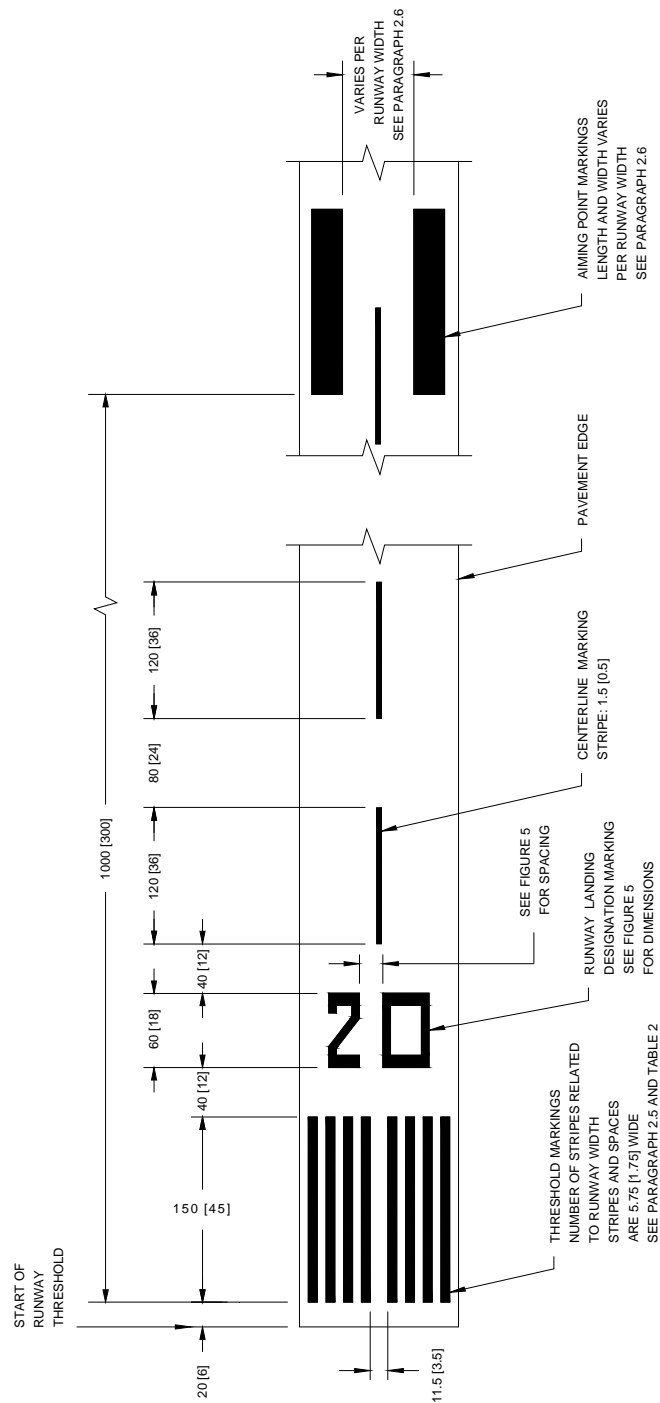 START OF
RUNWAY
THRESHOLD
20 [6]
1000 [300]
150 [45]
40 [12]
60 [18]
40 [12]
120 [36]
80 [24]
120 [36]
VARIES PER
RUNWAY WIDTH
SEE PARAGRAPH 2.6
20
11.5 [3.5]
THRESHOLD MARKINGS
NUMBER OF STRIPES RELATED
TO RUNWAY WIDTH
STRIPES AND SPACES
ARE 5.75 [1.75] WIDE
SEE PARAGRAPH 2.5 AND TABLE 2
RUNWAY LANDING
DESIGNATION MARKING
SEE FIGURE 5
FOR DIMENSIONS
SEE FIGURE 5
FOR SPACING
CENTERLINE MARKING
STRIPE: 1.5 [0.5]
PAVEMENT EDGE
AIMING POINT MARKINGS
LENGTH AND WIDTH VARIES
PER RUNWAY WIDTH
SEE PARAGRAPH 2.6